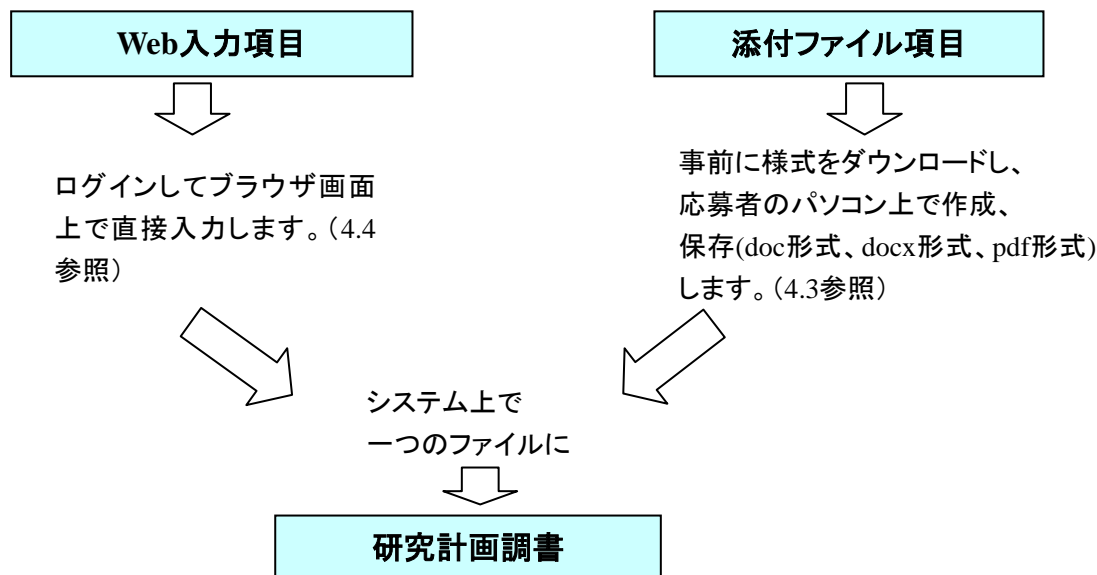 Web入力項目
添付ファイル項目
ログインしてブラウザ画面
上で直接入力します。（4.4
参照）
事前に様式をダウンロードし、
応募者のパソコン上で作成、
保存(doc形式、docx形式、pdf形式)
します。（4.3参照）
システム上で
一つのファイルに
研究計画調書